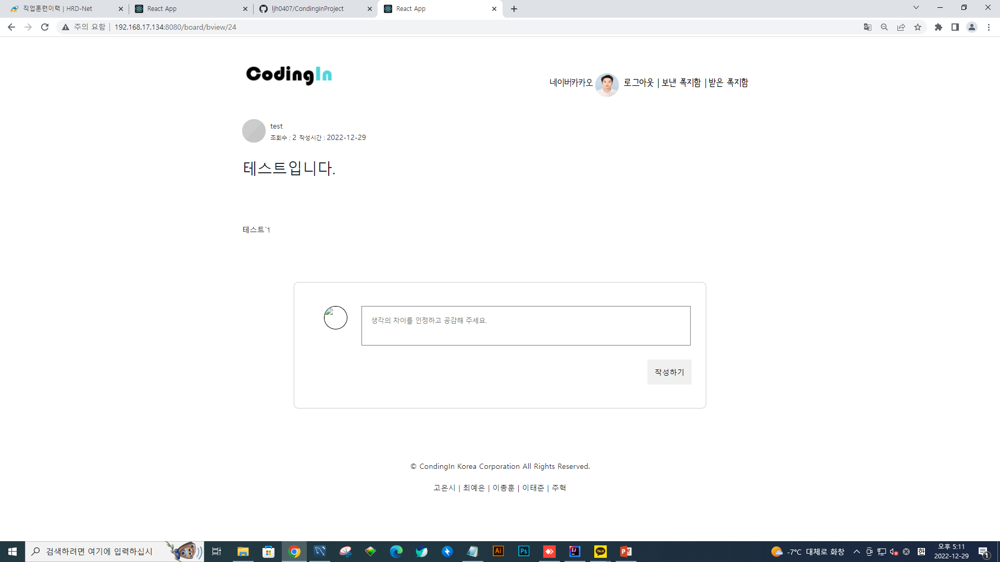 직업훈련이력 | HRD-Net
React App
ljh0407/CondinginProject
React App
주의 요함
192.168.17.134:8080/board/bview/24
CodingIn
네이버카카오
로그아웃 | 보낸 쪽지함 | 받은 쪽지함
test
조회수 : 2 작성시간 : 2022-12-29
테스트입니다.
테스트`1
생각의 차이를 인정하고 공감해 주세요.
작성하기
© CondingIn Korea Corporation All Rights Reserved.
고은시 | 최예은 | 이종훈 | 이태준 | 주혁
검색하려면 여기에 입력하십시
Ai
Ps
IJ
TALK
P
-7°C 대체로 화창
한
오후 5:11
2022-12-29
1